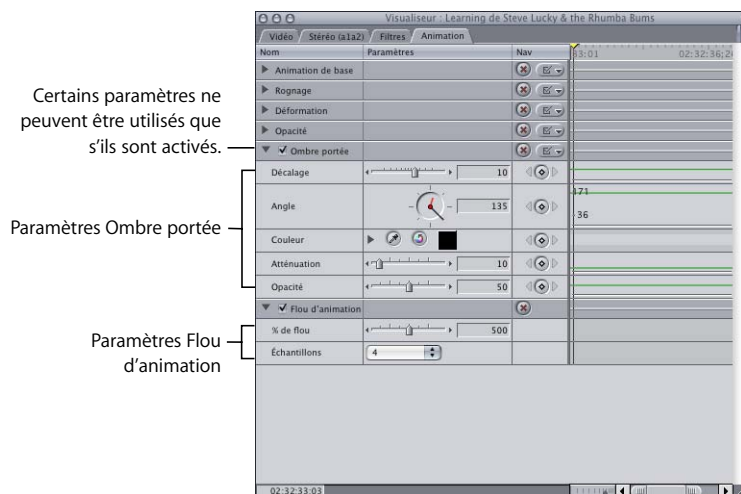 Visualiseur : Learning de Steve Lucky & the Rhumba Bums
Vidéo Stéréo (a1a2) Filtres Animation
Nom Paramètres Nav 33:01 02:32:36;2
Animation de base
Rognage
Déformation
Opacité
Certains paramètres ne
peuvent être utilisés que
s'ils sont activés.
Ombre portée
Paramètres Ombre portée
Décalage 10
Angle 135 171
-36
Couleur
Atténuation 10
Opacité 50
Flou d'animation
Paramètres Flou
d'animation
% de flou 500
Échantillons 4
02:32:33:03